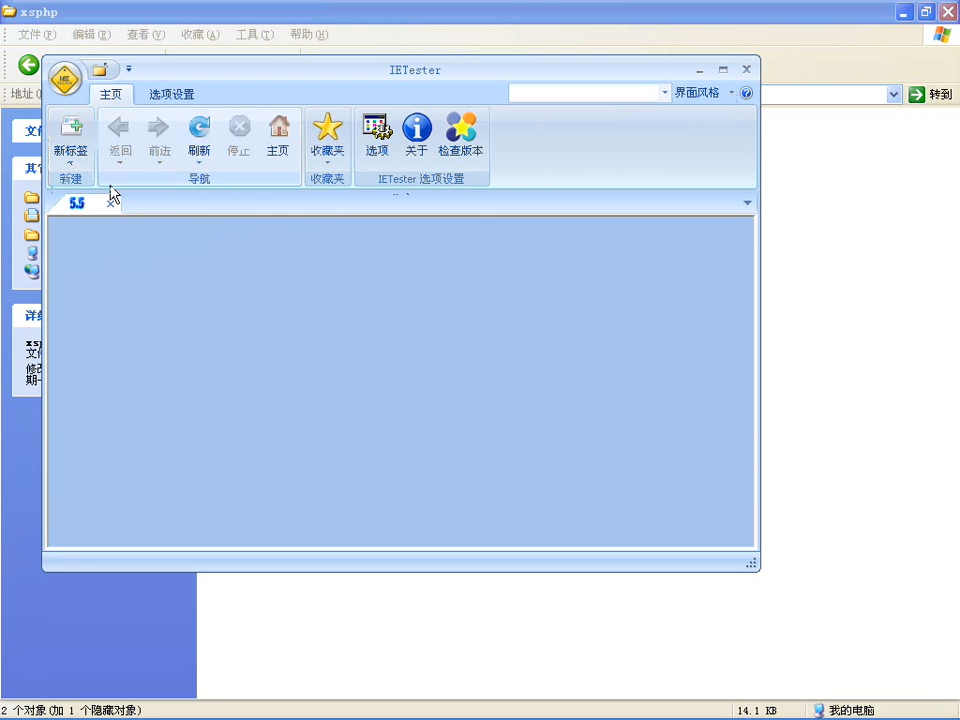 xsphp
文件(F) 编辑(E) 查看(V) 收藏(A) 工具(T) 帮助(H)
IETester
地址
主页 选项设置 界面风格
转到
新标签 返回 前进 刷新 停止 主页 收藏夹 选项 关于 检查版本
新建 导航 收藏夹 IETester 选项设置
5.5
文件
2 个对象(加 1 个隐藏对象) 14.1 KB 我的电脑